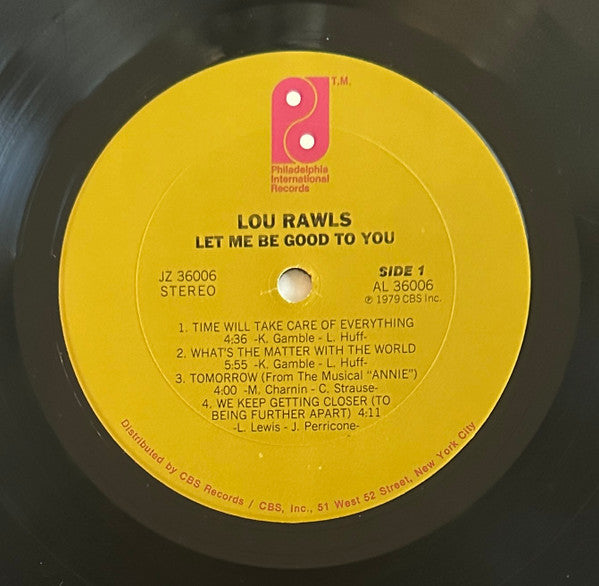 T.M.
Philadelphia
International
Records
LOU RAWLS
LET ME BE GOOD TO YOU
JZ 36006
STEREO
SIDE 1
AL 36006
℗ 1979 CBS Inc.
1. TIME WILL TAKE CARE OF EVERYTHING
4:36 -K. Gamble - L. Huff-
2. WHAT'S THE MATTER WITH THE WORLD
5:55 -K. Gamble - L. Huff-
3. TOMORROW (From The Musical "ANNIE")
4:00 -M. Charnin - C. Strause-
4. WE KEEP GETTING CLOSER (TO
BEING FURTHER APART) 4:11
-L. Lewis - J. Perricone-
Distributed by CBS Records / CBS, Inc., 51 West 52 Street, New York City